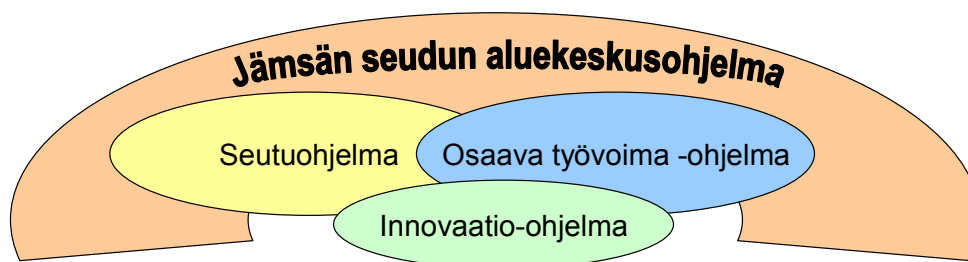 Jämsän seudun aluekeskusohjelma
Seutuohjelma
Osaava työvoima -ohjelma
Innovaatio-ohjelma